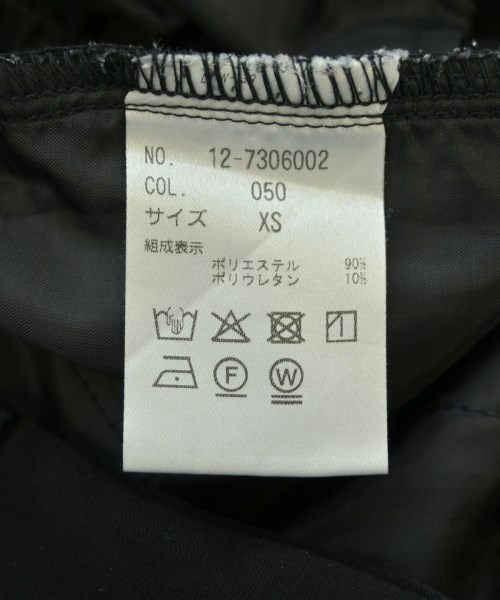 NO. 12-7306002
COL. 050
サイズ XS
組成表示
ポリエステル 90%
ポリウレタン 10%
F W